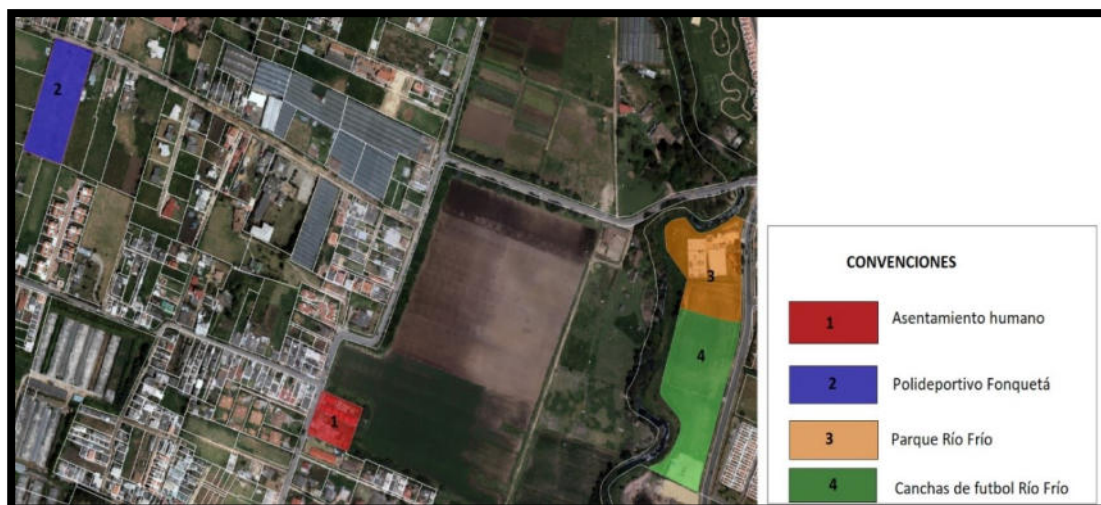 2
3
4
1
CONVENCIONES
1 Asentamiento humano
2 Polideportivo Fonquetá
3 Parque Río Frío
4 Canchas de futbol Río Frío